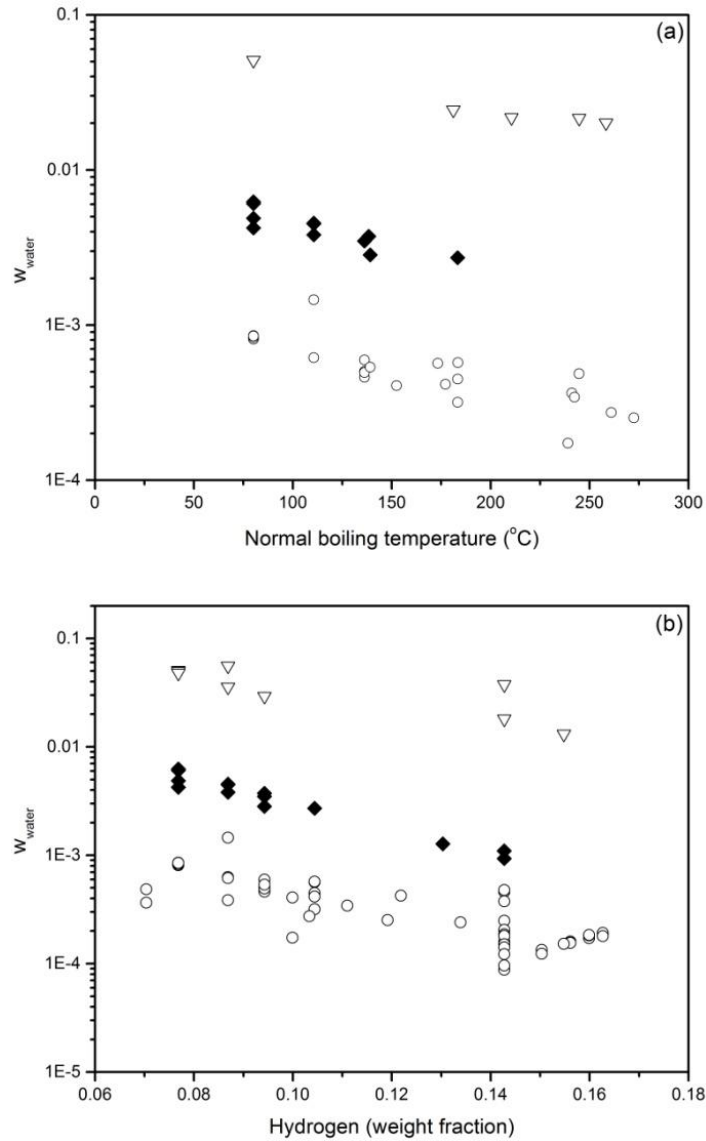 (a)
0.1
0.01
1E-3
1E-4
w_water
0 50 100 150 200 250 300
Normal boiling temperature (°C)
(b)
0.1
0.01
1E-3
1E-4
1E-5
w_water
0.06 0.08 0.10 0.12 0.14 0.16 0.18
Hydrogen (weight fraction)